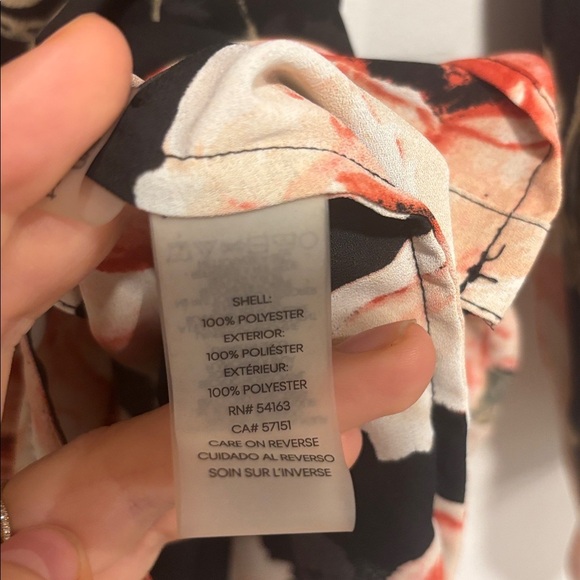 SHELL:
100% POLYESTER
EXTERIOR:
100% POLIÉSTER
EXTÉRIEUR:
100% POLYESTER
RN# 54163
CA# 57151
CARE ON REVERSE
CUIDADO AL REVERSO
SOIN SUR L'INVERSE